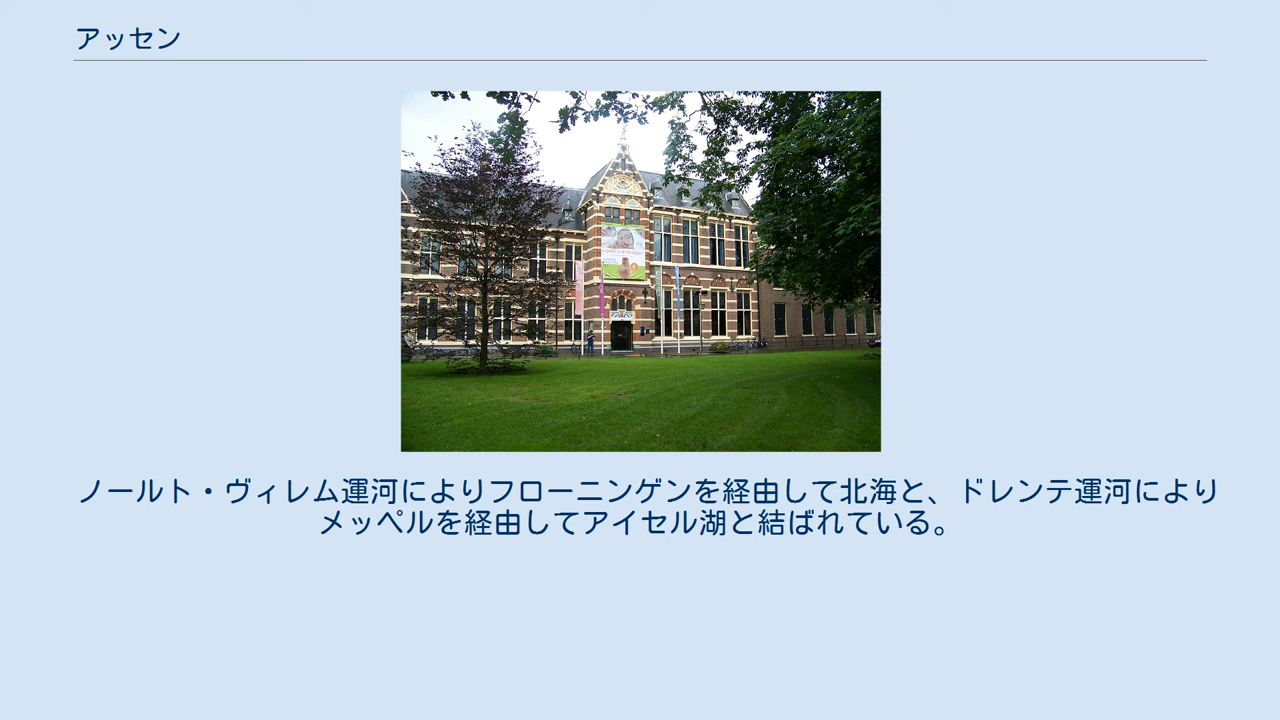 アッセン
ノールト・ヴィレム運河によりフローニンゲンを経由して北海と、ドレンテ運河により
メッペルを経由してアイセル湖と結ばれている。